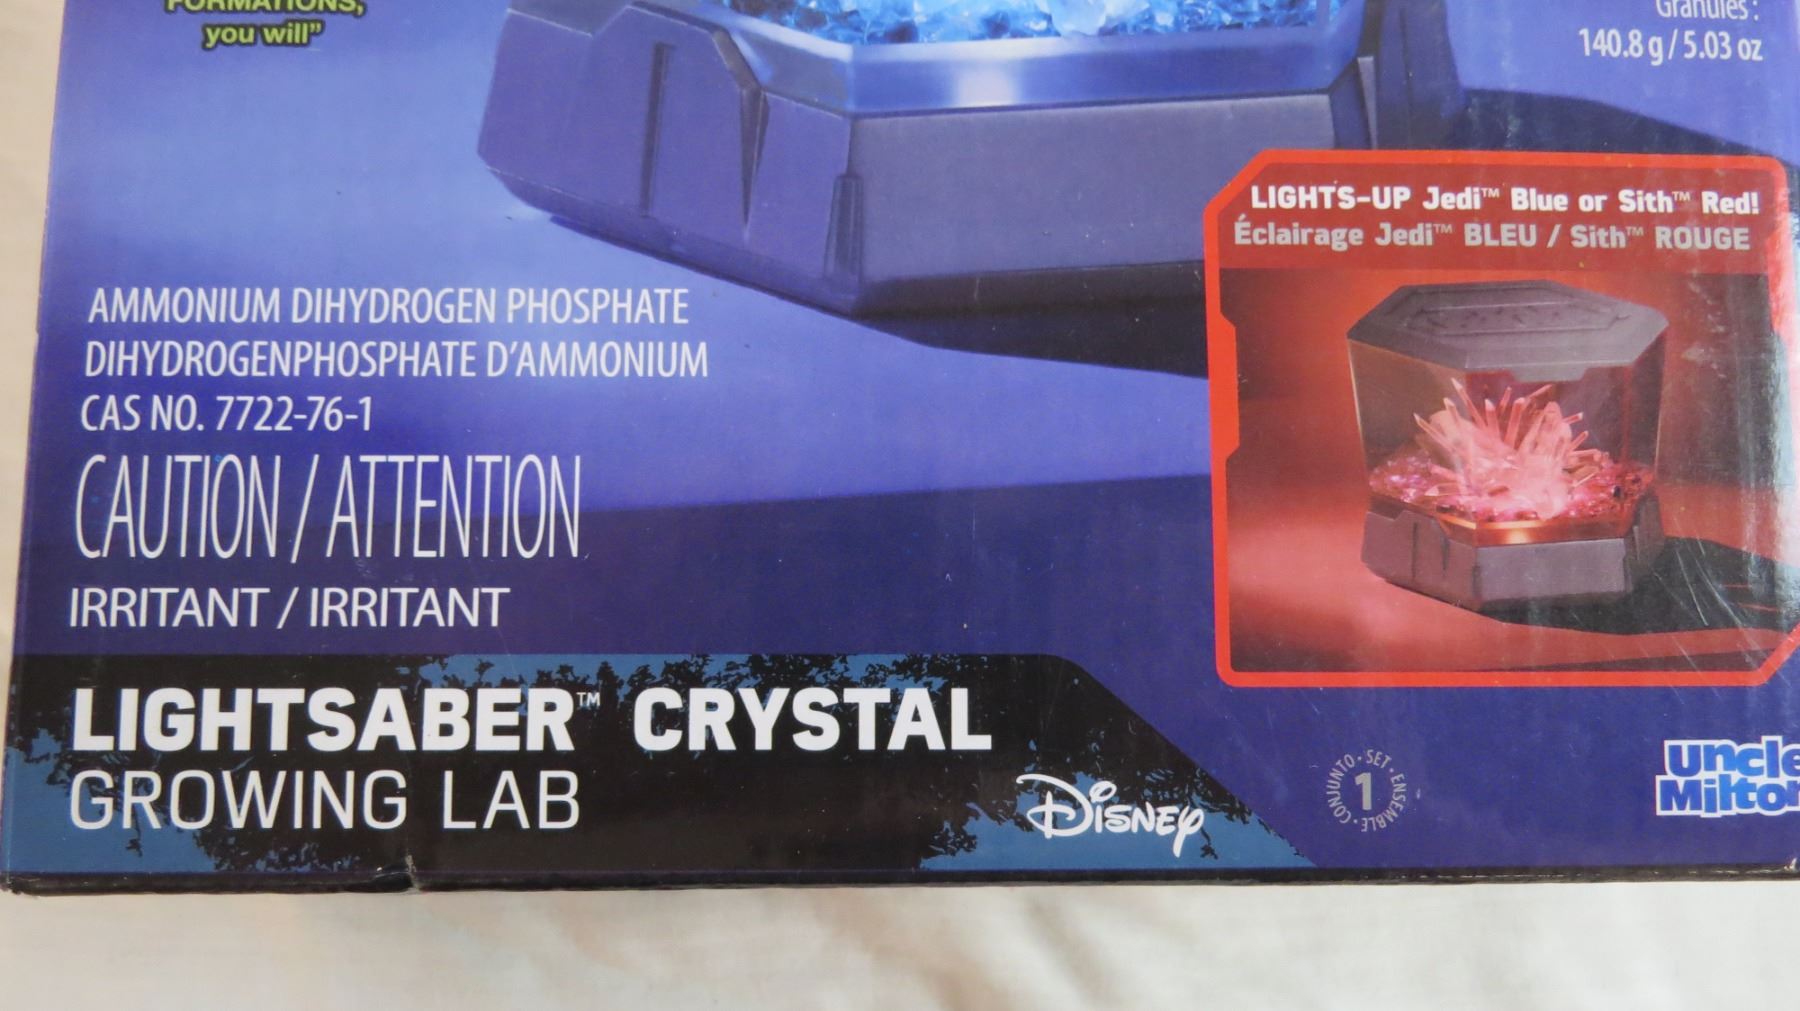 FORMATIONS,
you will”
Granules:
140.8 g / 5.03 oz
LIGHTS-UP Jedi™ Blue or Sith™ Red!
Éclairage Jedi™ BLEU / Sith™ ROUGE
AMMONIUM DIHYDROGEN PHOSPHATE
DIHYDROGENPHOSPHATE D’AMMONIUM
CAS NO. 7722-76-1
CAUTION / ATTENTION
IRRITANT / IRRITANT
LIGHTSABER™ CRYSTAL
GROWING LAB
Disney
CONJUNTO • SET • ENSEMBLE •
1
uncle
Milton